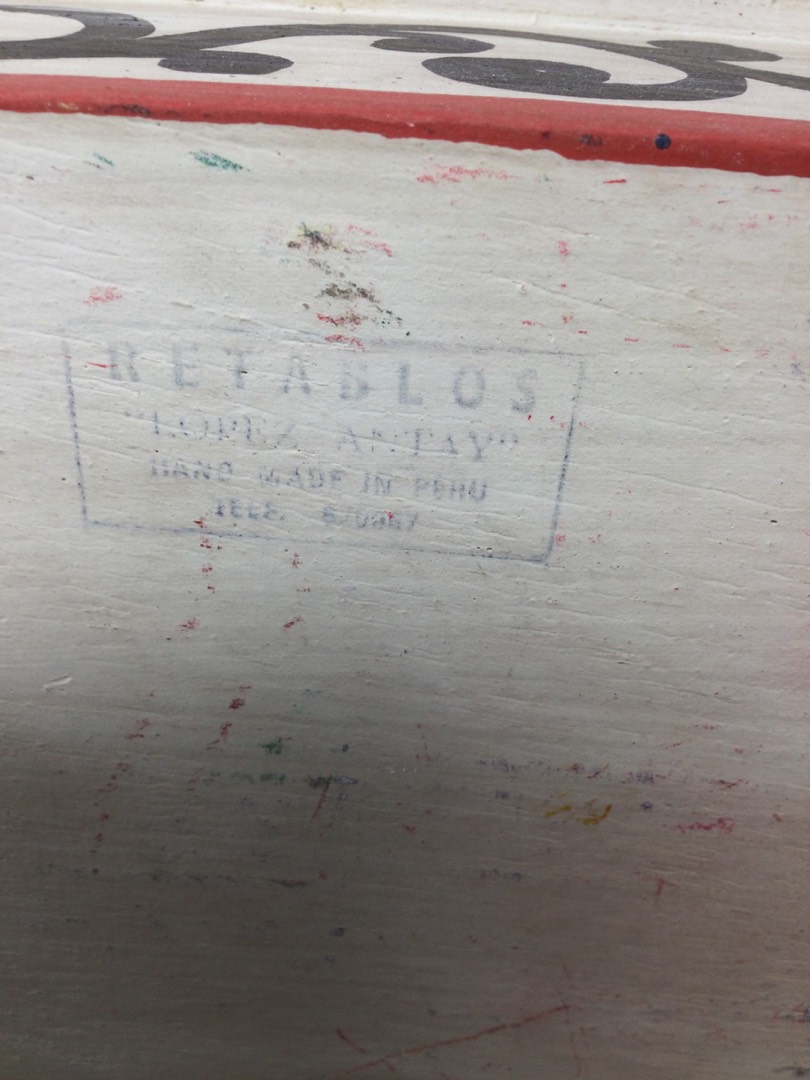 RETABLOS
"LOPEZ ANTAY"
HAND MADE IN PERU
TELF.